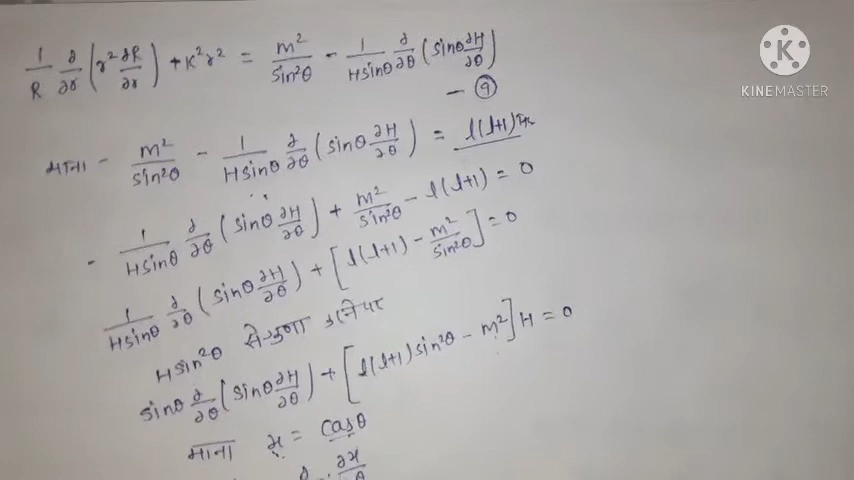 1/R ∂/∂r (r² ∂R/∂r) + K²r² = m²/sin²θ - 1/(H sinθ) ∂/∂θ (sinθ ∂H/∂θ)
K
KINEMASTER
- ९
माना - m²/sin²θ - 1/(H sinθ) ∂/∂θ (sinθ ∂H/∂θ) = l(l+1)
- 1/(H sinθ) ∂/∂θ (sinθ ∂H/∂θ) + m²/sin²θ - l(l+1) = 0
1/(H sinθ) ∂/∂θ (sinθ ∂H/∂θ) + [l(l+1) - m²/sin²θ] = 0
H sin²θ से गुणा करने पर
sinθ ∂/∂θ (sinθ ∂H/∂θ) + [l(l+1) sin²θ - m²] H = 0
माना x = cosθ